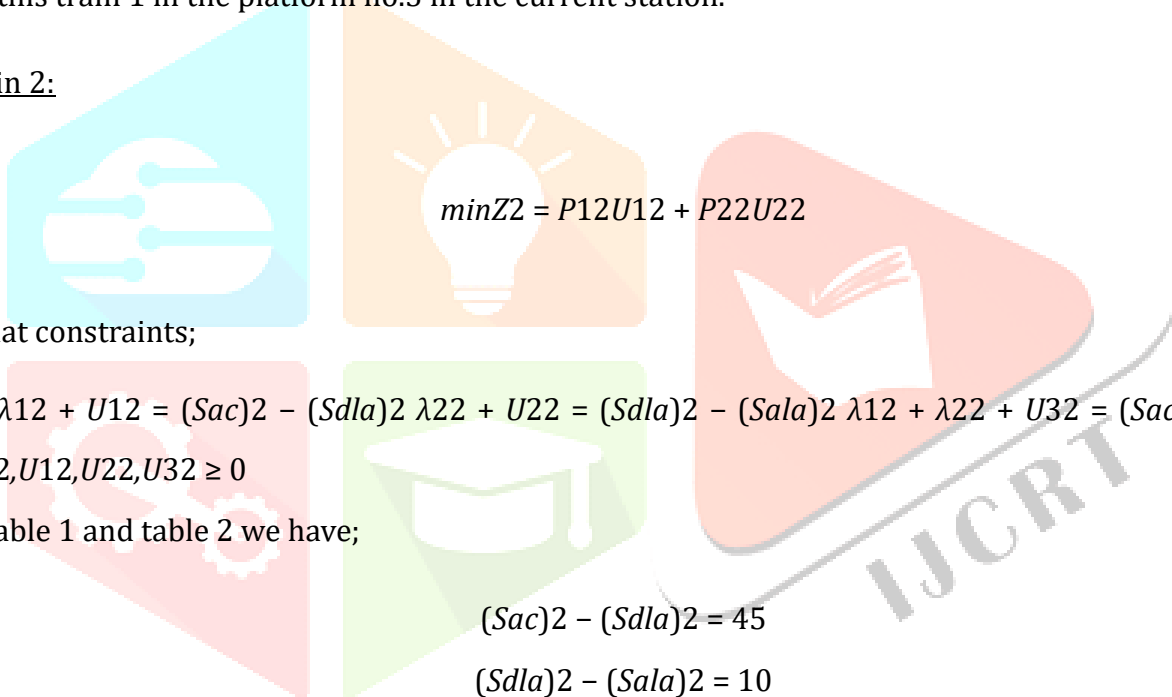 this train 1 in the platform no.3 in the current station.
in 2:
minZ2 = P12U12 + P22U22
at constraints;
λ12 + U12 = (Sac)2 − (Sdla)2 λ22 + U22 = (Sdla)2 − (Sala)2 λ12 + λ22 + U32 = (Sac
2,U12,U22,U32 ≥ 0
able 1 and table 2 we have;
(Sac)2 − (Sdla)2 = 45
(Sdla)2 − (Sala)2 = 10
IJCRT